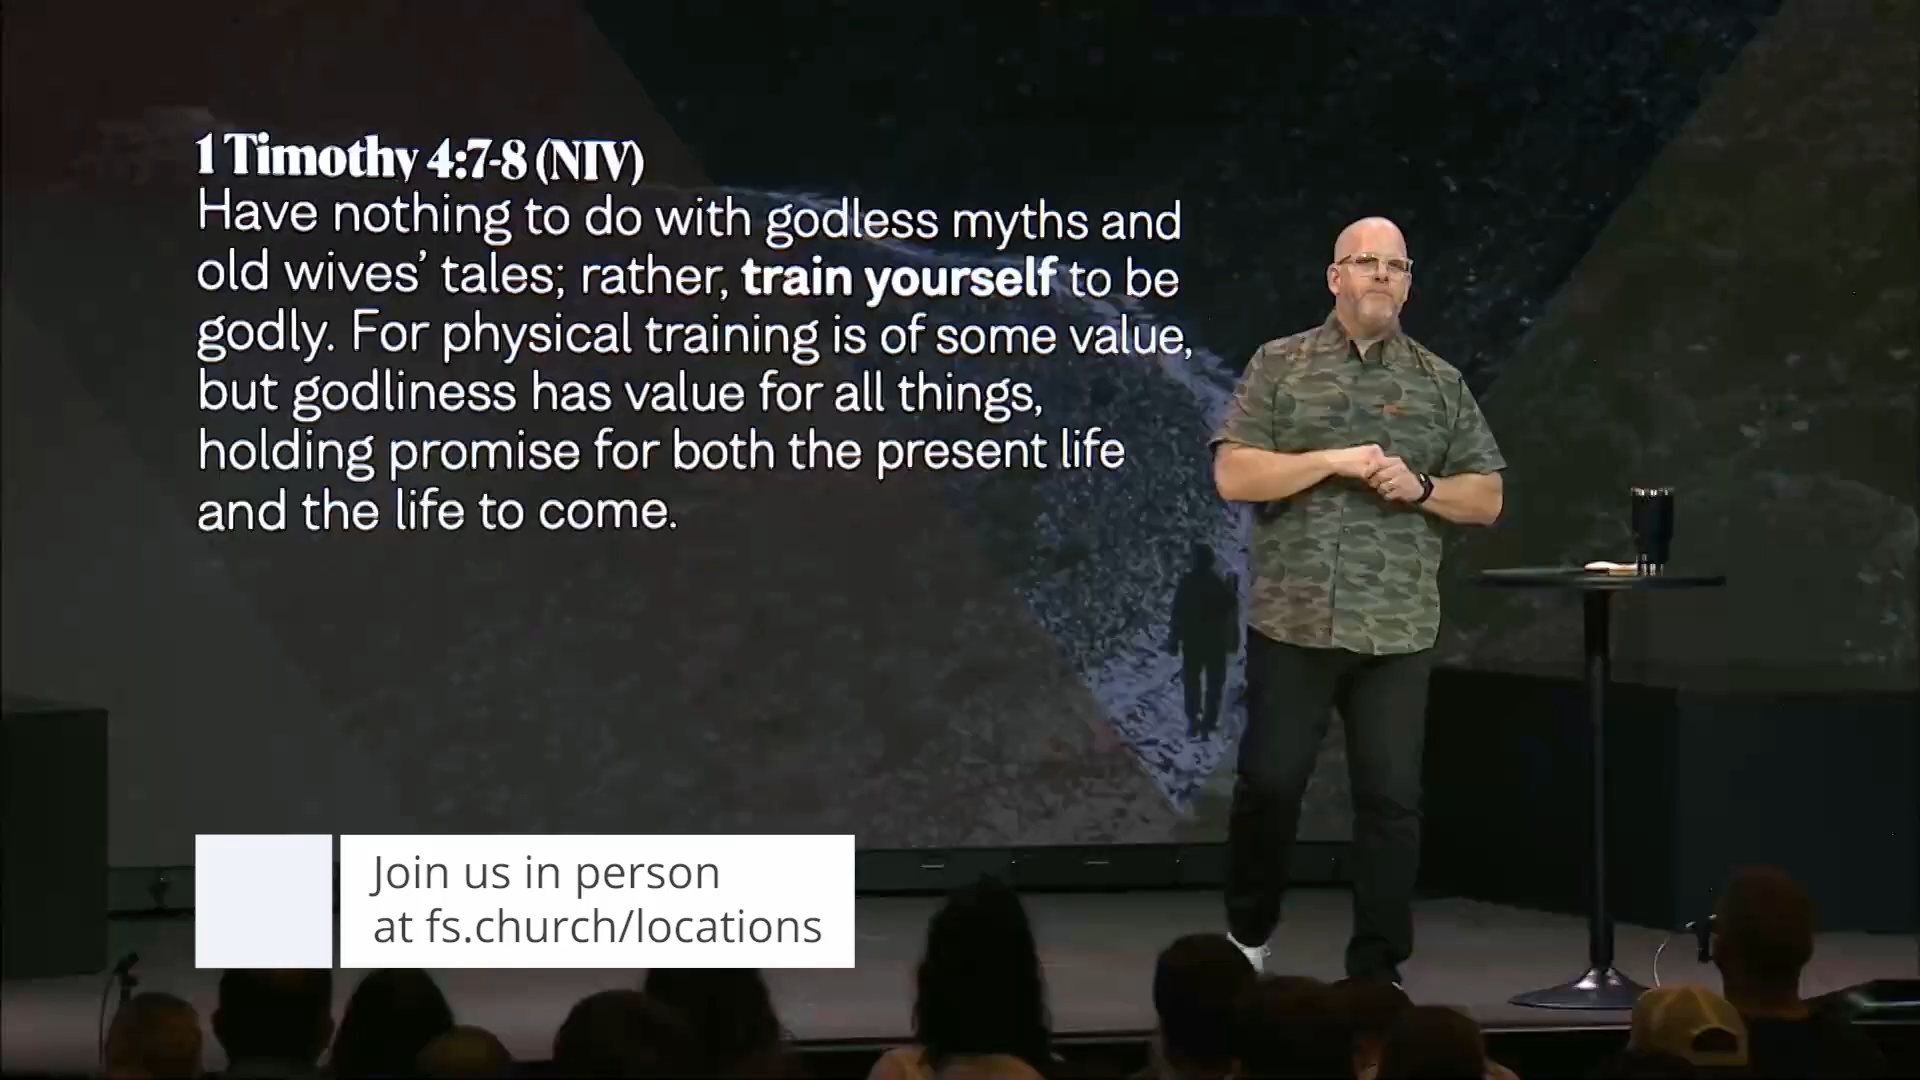 1 Timothy 4:7-8 (NIV)
Have nothing to do with godless myths and
old wives’ tales; rather, train yourself to be
godly. For physical training is of some value,
but godliness has value for all things,
holding promise for both the present life
and the life to come.
Join us in person
at fs.church/locations